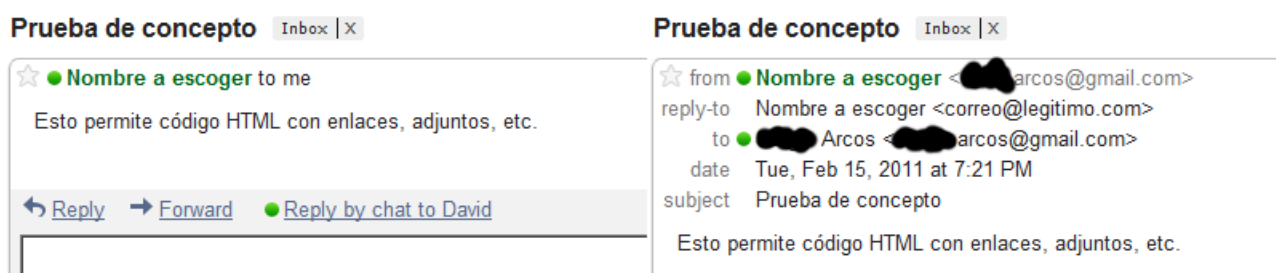 Prueba de concepto Inbox | X
Nombre a escoger to me
Esto permite código HTML con enlaces, adjuntos, etc.
Reply Forward Reply by chat to David
Prueba de concepto Inbox | X
from Nombre a escoger < arcos@gmail.com>
reply-to Nombre a escoger <correo@legitimo.com>
to Arcos < arcos@gmail.com>
date Tue, Feb 15, 2011 at 7:21 PM
subject Prueba de concepto
Esto permite código HTML con enlaces, adjuntos, etc.